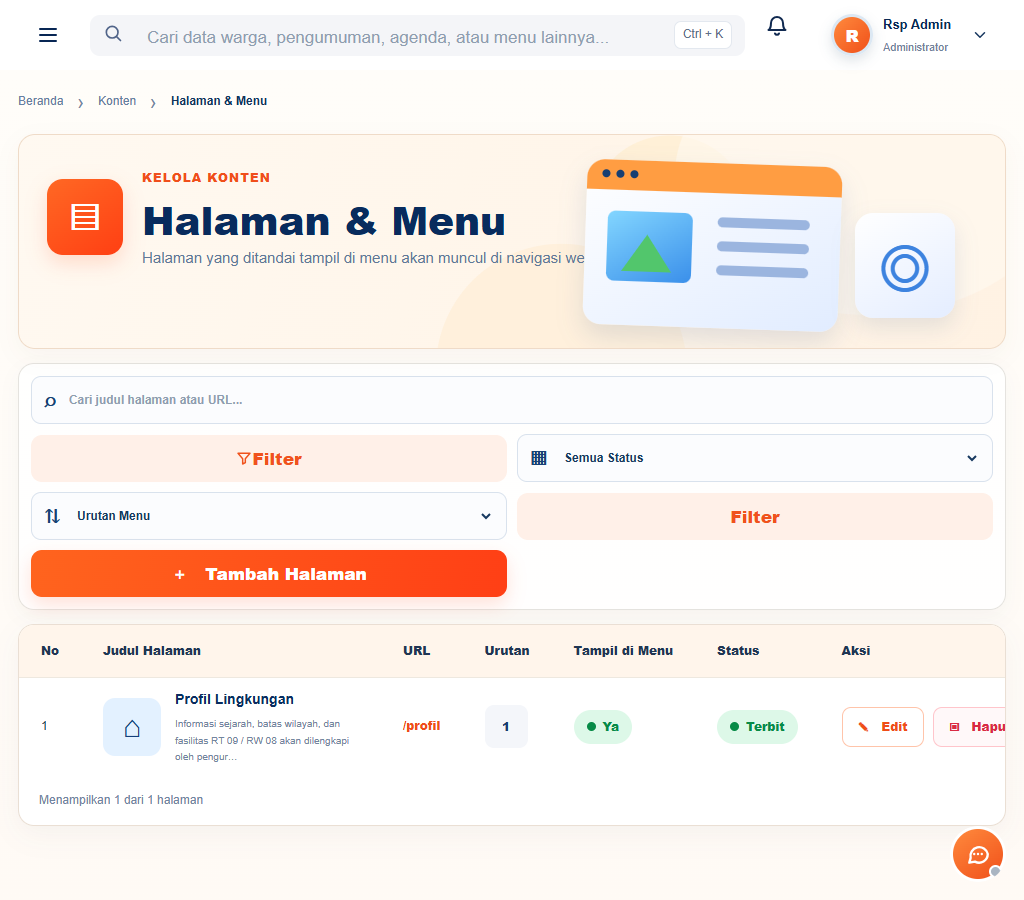 Cari data warga, pengumuman, agenda, atau menu lainnya...
Ctrl + K
R
Rsp Admin
Administrator
Beranda › Konten › Halaman & Menu
KELOLA KONTEN
Halaman & Menu
Halaman yang ditandai tampil di menu akan muncul di navigasi we
Cari judul halaman atau URL...
Filter
Semua Status
Urutan Menu
Filter
+ Tambah Halaman
No Judul Halaman URL Urutan Tampil di Menu Status Aksi
1
Profil Lingkungan
Informasi sejarah, batas wilayah, dan
fasilitas RT 09 / RW 08 akan dilengkapi
oleh pengur...
/profil
1
Ya
Terbit
Edit
Hapu
Menampilkan 1 dari 1 halaman